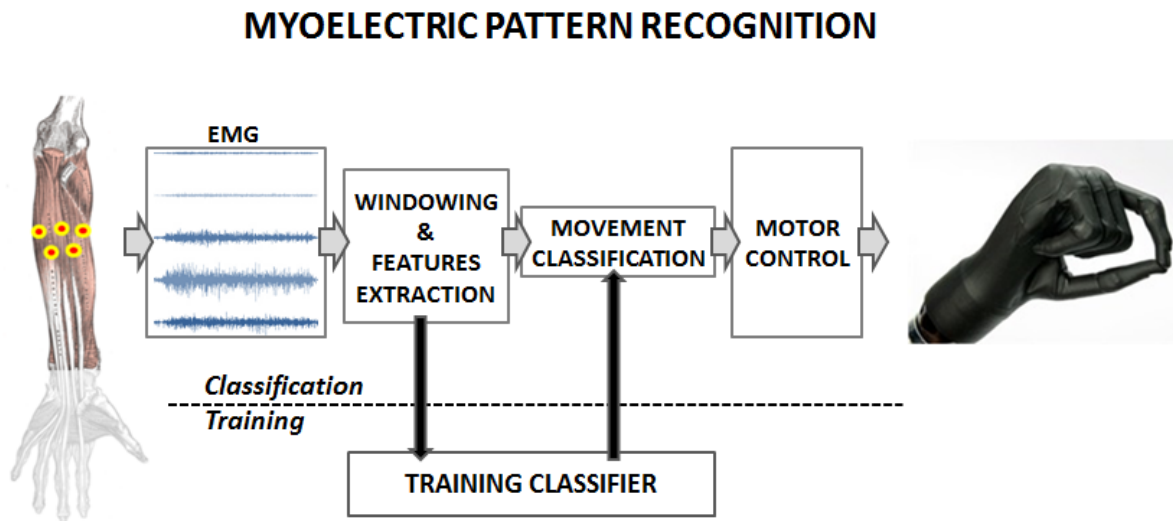 MYOELECTRIC PATTERN RECOGNITION
EMG
WINDOWING
&
FEATURES
EXTRACTION
MOVEMENT
CLASSIFICATION
MOTOR
CONTROL
Classification
Training
TRAINING CLASSIFIER